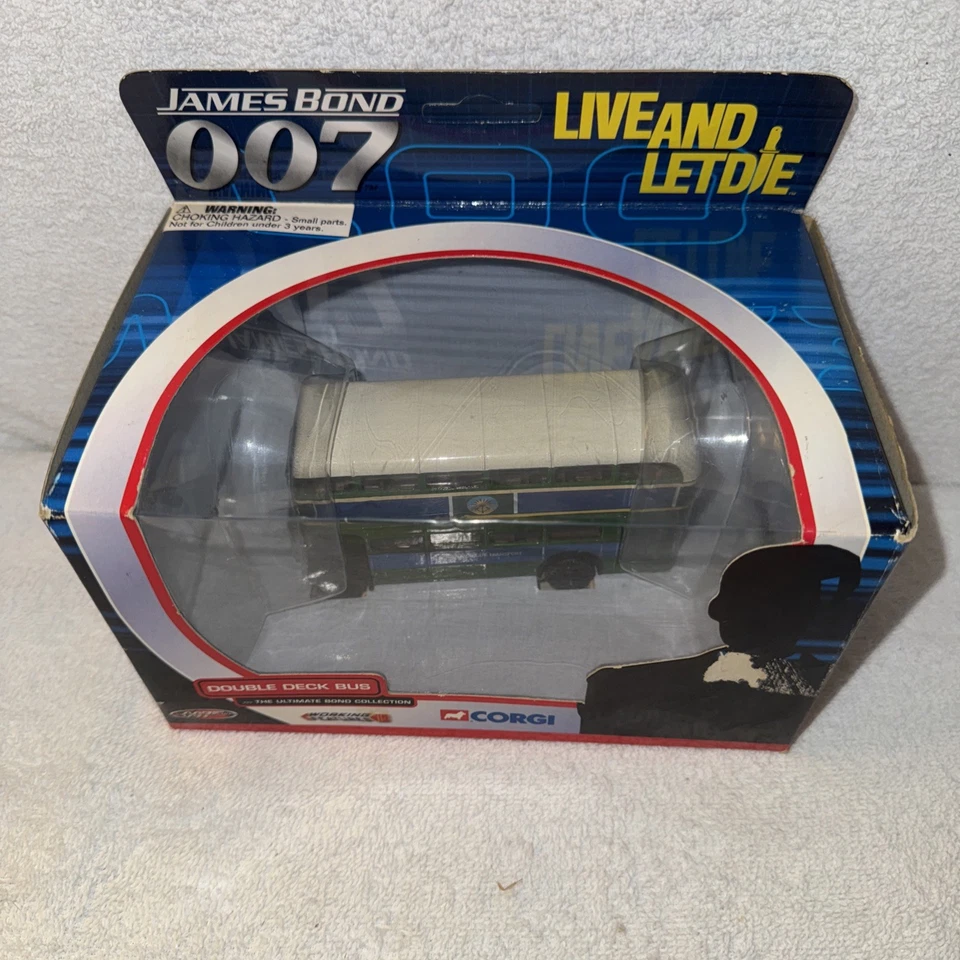 JAMES BOND
007
LIVE AND
LET DIE
WARNING:
CHOKING HAZARD - Small parts.
Not for Children under 3 years.
DOUBLE DECK BUS
... THE ULTIMATE BOND COLLECTION
WORKING
CORGI